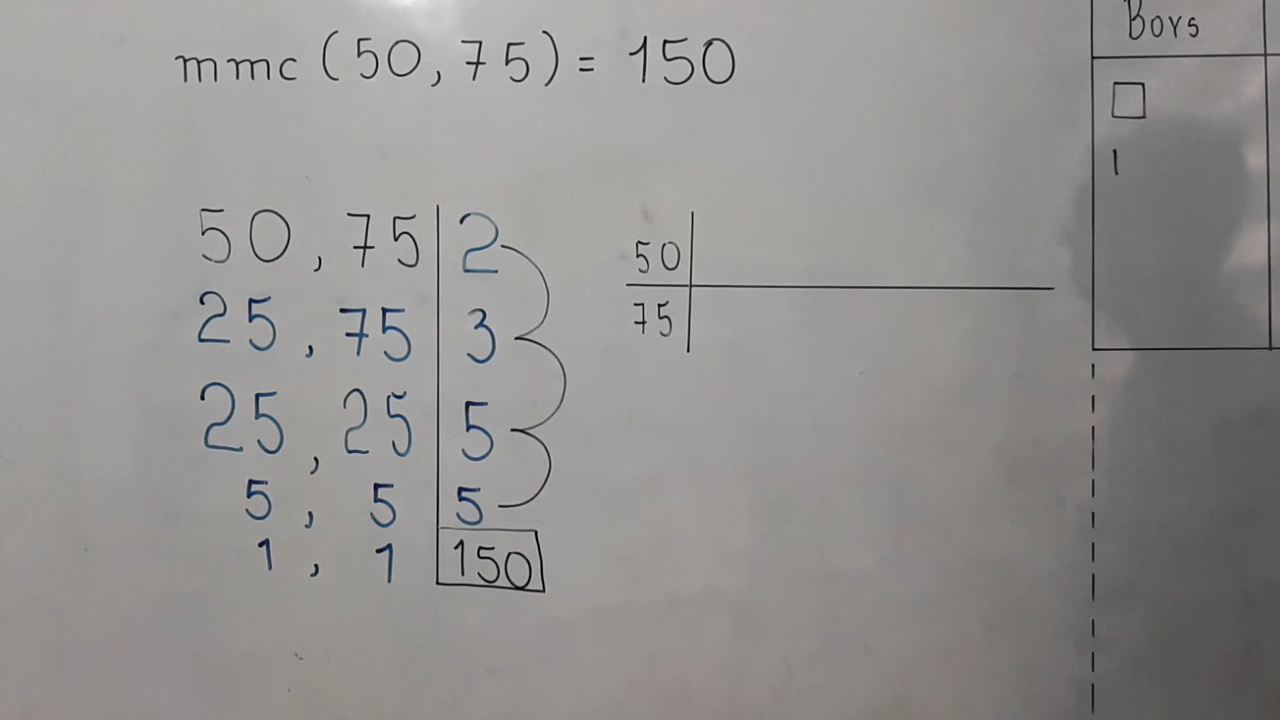 mmc (50, 75) = 150
50, 75 | 2
25, 75 | 3
25, 25 | 5
5, 5 | 5
1, 1 | 150
50
75
Boys
1